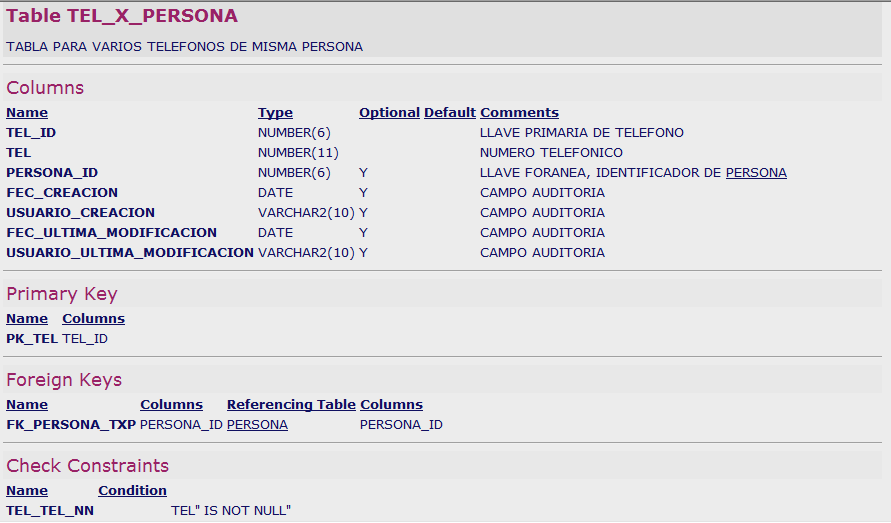 Table TEL_X_PERSONA
TABLA PARA VARIOS TELEFONOS DE MISMA PERSONA
Columns
Name Type Optional Default Comments
TEL_ID NUMBER(6) LLAVE PRIMARIA DE TELEFONO
TEL NUMBER(11) NUMERO TELEFONICO
PERSONA_ID NUMBER(6) Y LLAVE FORANEA, IDENTIFICADOR DE PERSONA
FEC_CREACION DATE Y CAMPO AUDITORIA
USUARIO_CREACION VARCHAR2(10) Y CAMPO AUDITORIA
FEC_ULTIMA_MODIFICACION DATE Y CAMPO AUDITORIA
USUARIO_ULTIMA_MODIFICACION VARCHAR2(10) Y CAMPO AUDITORIA
Primary Key
Name Columns
PK_TEL TEL_ID
Foreign Keys
Name Columns Referencing Table Columns
FK_PERSONA_TXP PERSONA_ID PERSONA PERSONA_ID
Check Constraints
Name Condition
TEL_TEL_NN TEL" IS NOT NULL"